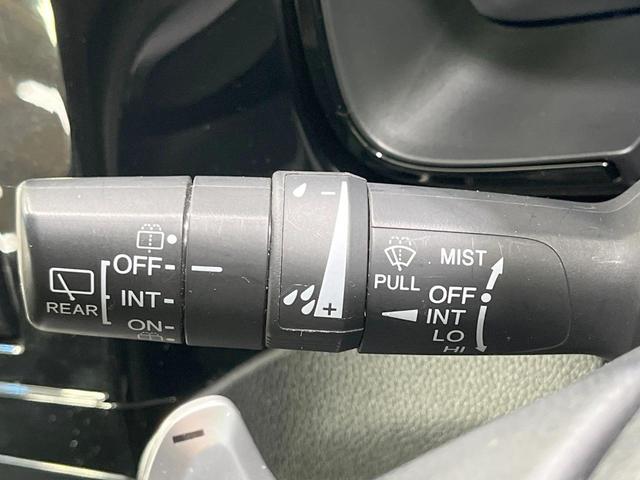 OFF
INT
ON
REAR
−
+
PULL
MIST
OFF
INT
LO
HI